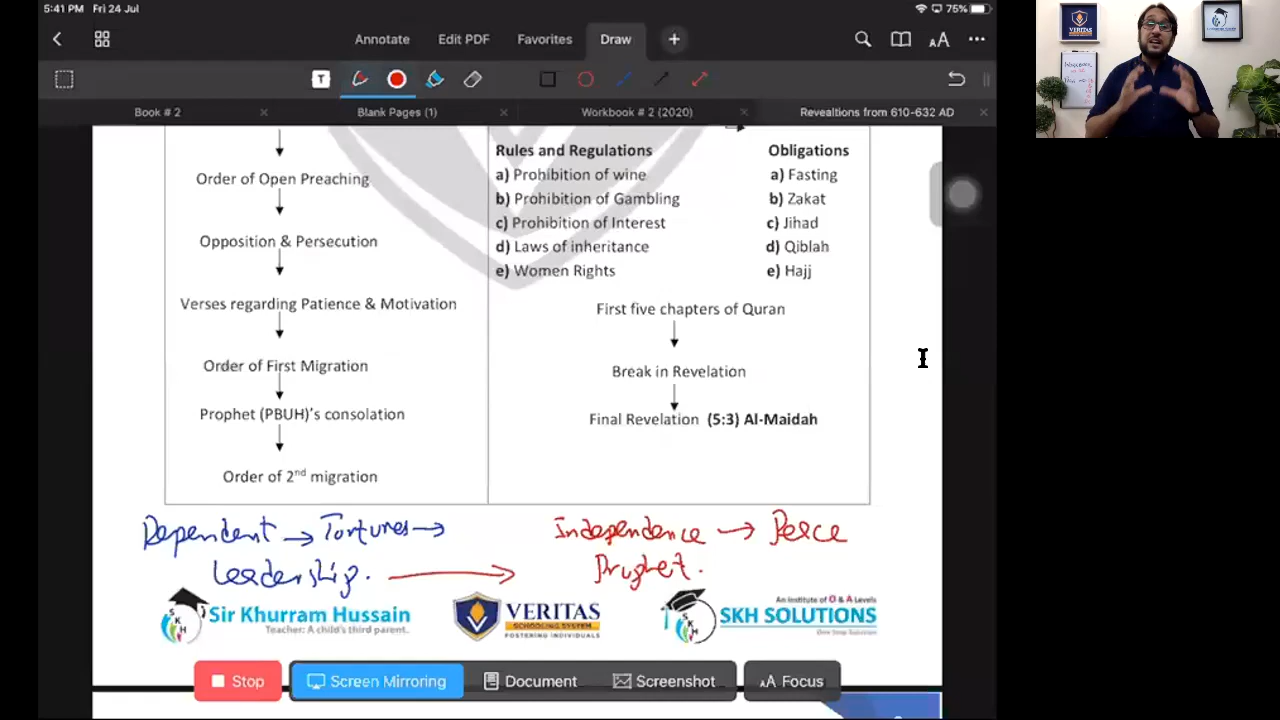 5:41 PM Fri 24 Jul
75%
Annotate Edit PDF Favorites Draw
T
Book # 2 Blank Pages (1) Workbook # 2 (2020) Revealtions from 610-632 AD
Order of Open Preaching
Opposition & Persecution
Verses regarding Patience & Motivation
Order of First Migration
Prophet (PBUH)'s consolation
Order of 2nd migration
Rules and Regulations
a) Prohibition of wine
b) Prohibition of Gambling
c) Prohibition of Interest
d) Laws of inheritance
e) Women Rights
Obligations
a) Fasting
b) Zakat
c) Jihad
d) Qiblah
e) Hajj
First five chapters of Quran
Break in Revelation
Final Revelation (5:3) Al-Maidah
Dependent → Tortures →
Leadership. →
Independence → Peace
Prophet.
SKH
Sir Khurram Hussain
Teacher: A child's third parent.
VERITAS
SCHOOLING SYSTEM
FOSTERING INDIVIDUALS
SKH
An Institute of O & A Levels
SKH SOLUTIONS
One Stop Solution
Stop Screen Mirroring Document Screenshot AA Focus
VERITAS